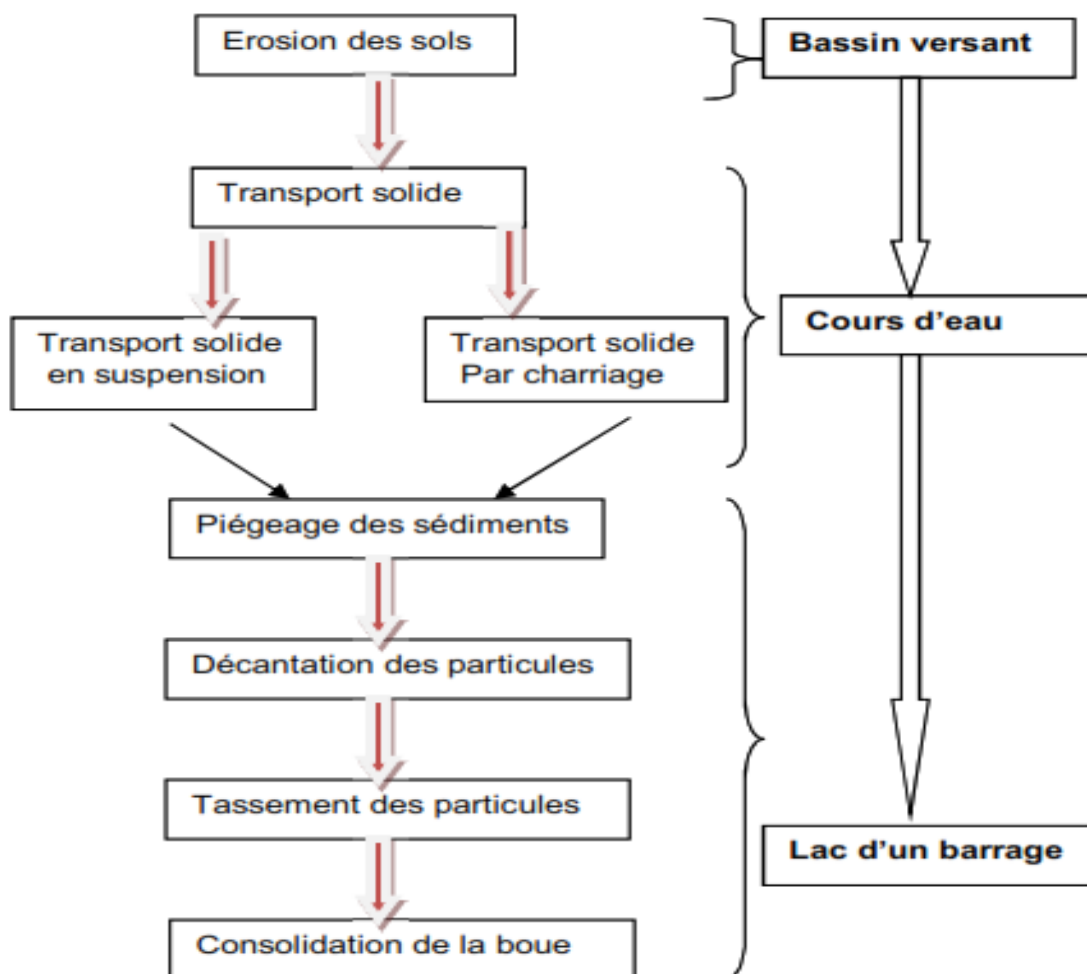 Erosion des sols
Bassin versant
Transport solide
Cours d’eau
Transport solide
en suspension
Transport solide
Par charriage
Piégeage des sédiments
Décantation des particules
Tassement des particules
Lac d’un barrage
Consolidation de la boue